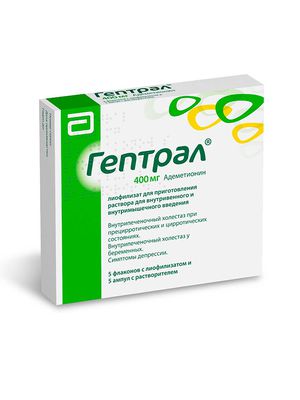 Гептрал®
400 мг Адеметионин
лиофилизат для приготовления
раствора для внутривенного и
внутримышечного введения
Внутрипеченочный холестаз при
прецирротических и цирротических
состояниях.
Внутрипеченочный холестаз у
беременных.
Симптомы депрессии.
5 флаконов с лиофилизатом и
5 ампул с растворителем